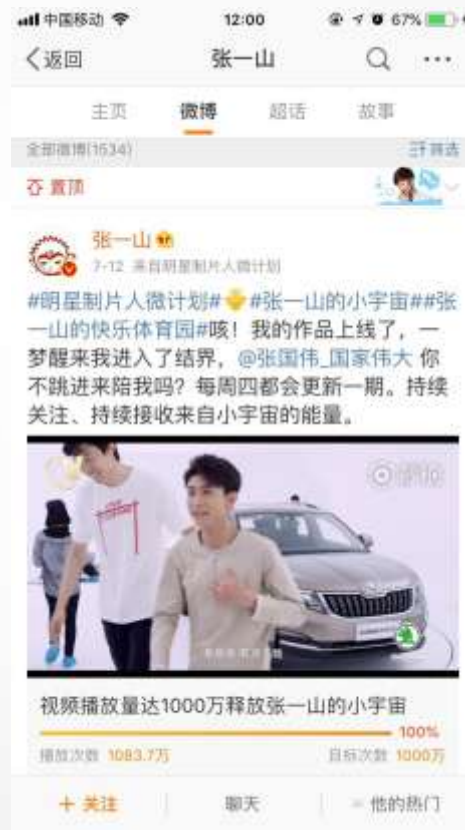 中国移动 12:00 67%
返回 张一山
主页 微博 超话 故事
全部微博(1534) 筛选
置顶
张一山
7-12 来自明星制片人微计划
#明星制片人微计划# #张一山的小宇宙##张
一山的快乐体育园#咳！我的作品上线了，一
梦醒来我进入了结界，@张国伟_国家伟大 你
不跳进来陪我吗？每周四都会更新一期。持续
关注、持续接收来自小宇宙的能量。
视频播放量达1000万释放张一山的小宇宙
100%
播放次数 1083.7万 目标次数 1000万
+ 关注 聊天 他的热门